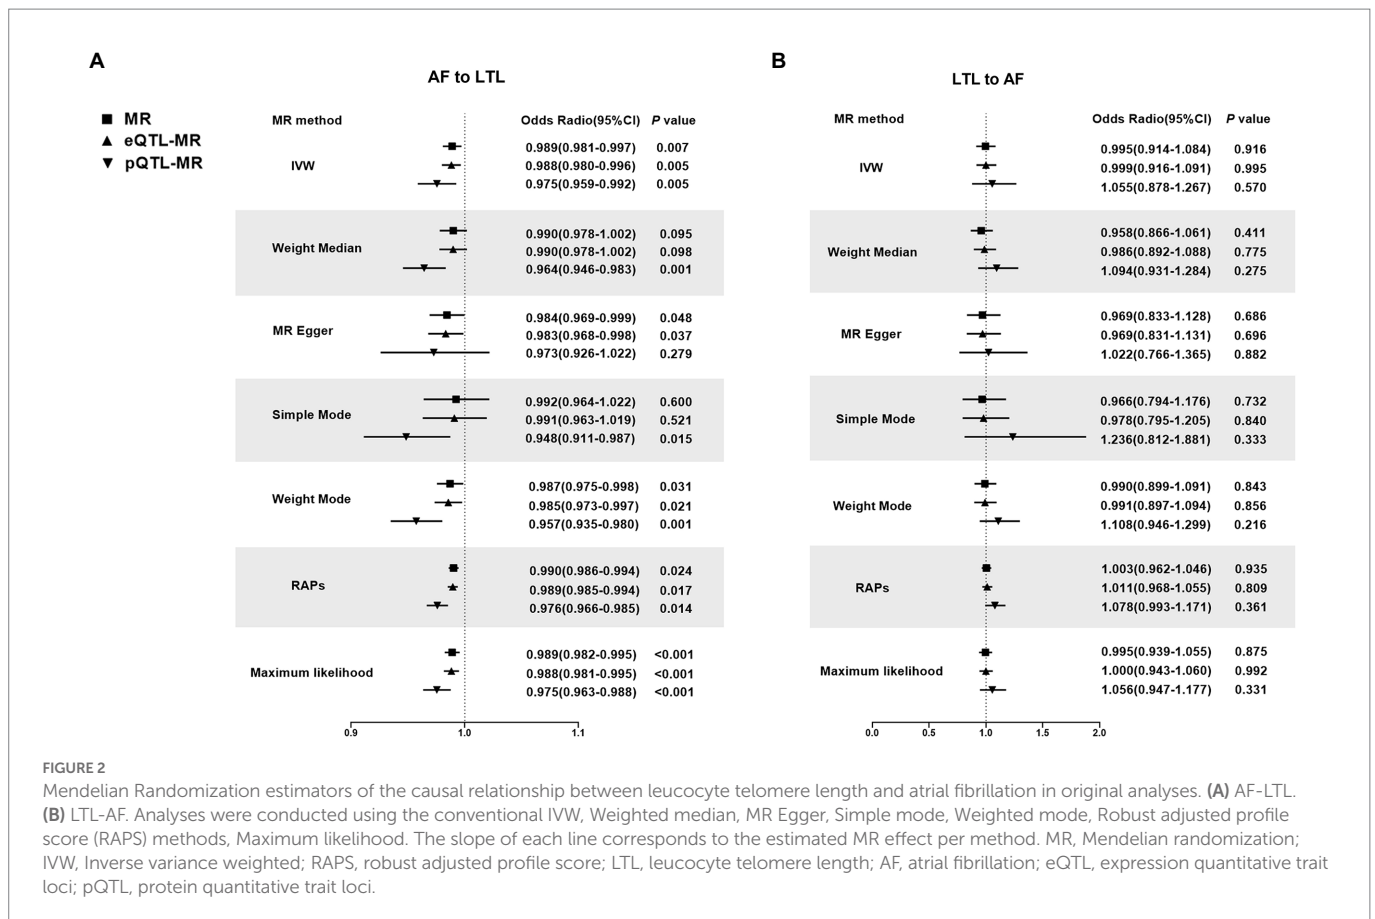 A
AF to LTL
MR
eQTL-MR
pQTL-MR
MR method Odds Radio(95%CI) P value
IVW
0.989(0.981-0.997) 0.007
0.988(0.980-0.996) 0.005
0.975(0.959-0.992) 0.005
Weight Median
0.990(0.978-1.002) 0.095
0.990(0.978-1.002) 0.098
0.964(0.946-0.983) 0.001
MR Egger
0.984(0.969-0.999) 0.048
0.983(0.968-0.998) 0.037
0.973(0.926-1.022) 0.279
Simple Mode
0.992(0.964-1.022) 0.600
0.991(0.963-1.019) 0.521
0.948(0.911-0.987) 0.015
Weight Mode
0.987(0.975-0.998) 0.031
0.985(0.973-0.997) 0.021
0.957(0.935-0.980) 0.001
RAPs
0.990(0.986-0.994) 0.024
0.989(0.985-0.994) 0.017
0.976(0.966-0.985) 0.014
Maximum likelihood
0.989(0.982-0.995) <0.001
0.988(0.981-0.995) <0.001
0.975(0.963-0.988) <0.001
0.9 1.0 1.1
B
LTL to AF
MR method Odds Radio(95%CI) P value
IVW
0.995(0.914-1.084) 0.916
0.999(0.916-1.091) 0.995
1.055(0.878-1.267) 0.570
Weight Median
0.958(0.866-1.061) 0.411
0.986(0.892-1.088) 0.775
1.094(0.931-1.284) 0.275
MR Egger
0.969(0.833-1.128) 0.686
0.969(0.831-1.131) 0.696
1.022(0.766-1.365) 0.882
Simple Mode
0.966(0.794-1.176) 0.732
0.978(0.795-1.205) 0.840
1.236(0.812-1.881) 0.333
Weight Mode
0.990(0.899-1.091) 0.843
0.991(0.897-1.094) 0.856
1.108(0.946-1.299) 0.216
RAPs
1.003(0.962-1.046) 0.935
1.011(0.968-1.055) 0.809
1.078(0.993-1.171) 0.361
Maximum likelihood
0.995(0.939-1.055) 0.875
1.000(0.943-1.060) 0.992
1.056(0.947-1.177) 0.331
0.0 0.5 1.0 1.5 2.0
FIGURE 2
Mendelian Randomization estimators of the causal relationship between leucocyte telomere length and atrial fibrillation in original analyses. (A) AF-LTL.
(B) LTL-AF. Analyses were conducted using the conventional IVW, Weighted median, MR Egger, Simple mode, Weighted mode, Robust adjusted profile
score (RAPS) methods, Maximum likelihood. The slope of each line corresponds to the estimated MR effect per method. MR, Mendelian randomization;
IVW, Inverse variance weighted; RAPS, robust adjusted profile score; LTL, leucocyte telomere length; AF, atrial fibrillation; eQTL, expression quantitative trait
loci; pQTL, protein quantitative trait loci.